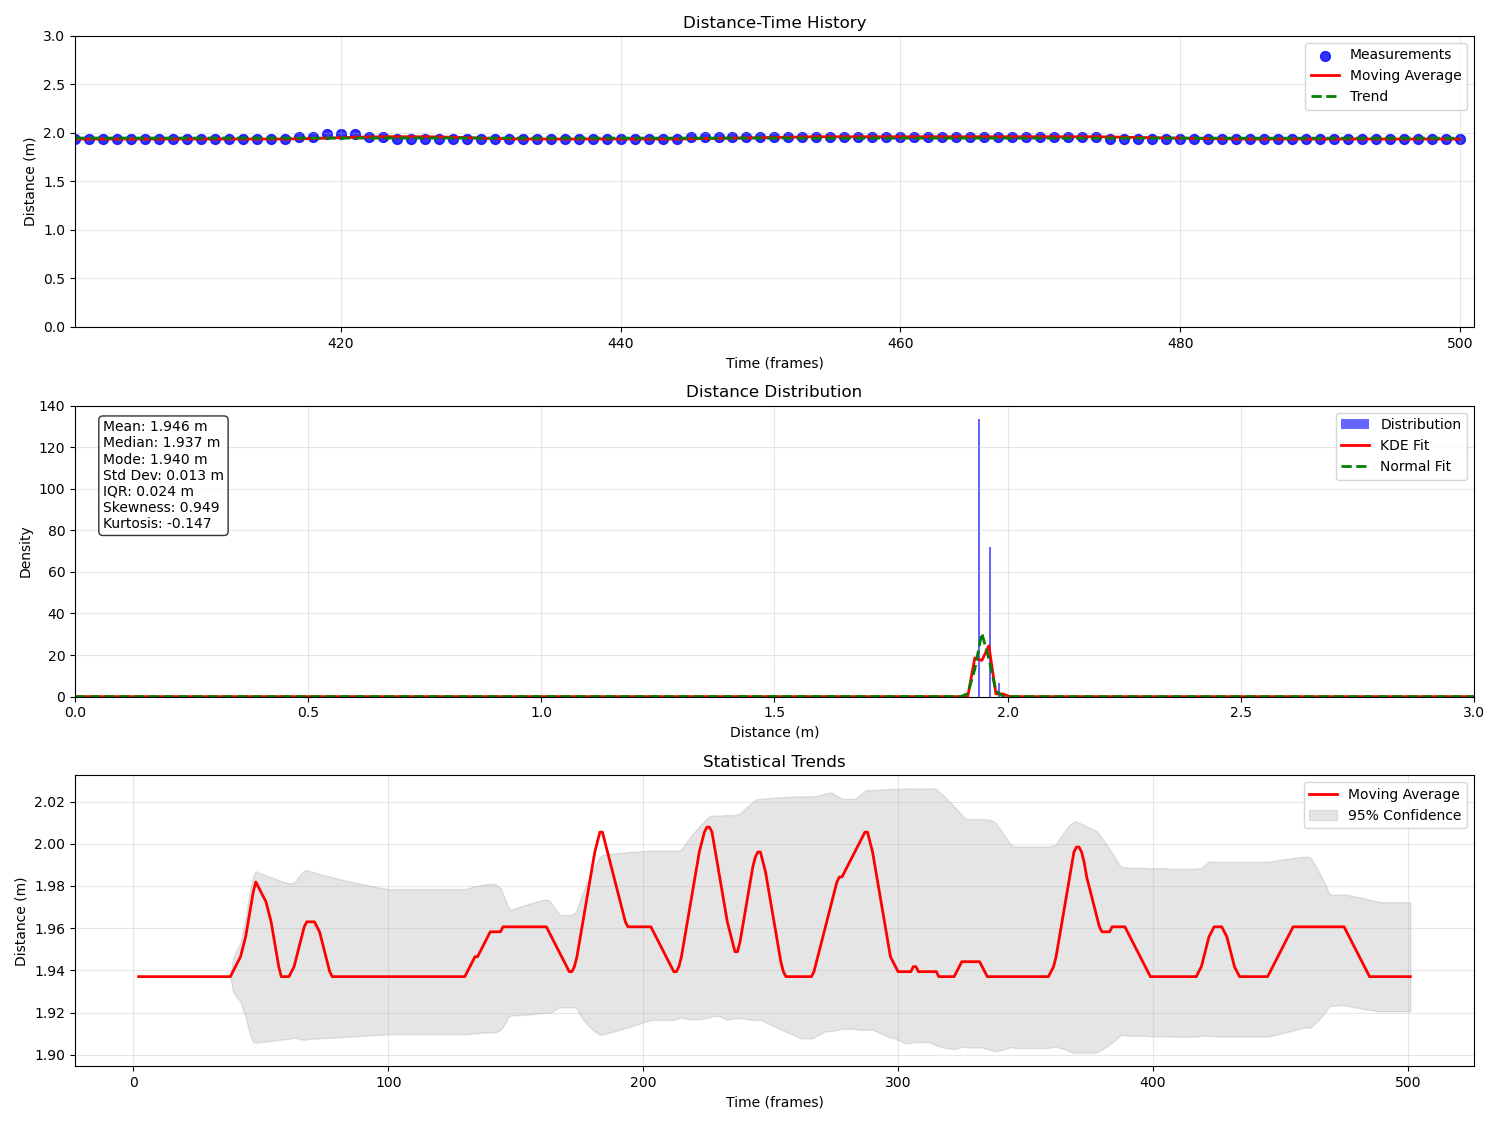 Distance-Time History
3.0
2.5
2.0
1.5
1.0
0.5
0.0
Distance (m)
Measurements
Moving Average
Trend
420
440
460
480
500
Time (frames)
Distance Distribution
140
120
100
80
60
40
20
0
Density
Mean: 1.946 m
Median: 1.937 m
Mode: 1.940 m
Std Dev: 0.013 m
IQR: 0.024 m
Skewness: 0.949
Kurtosis: -0.147
Distribution
KDE Fit
Normal Fit
0.0
0.5
1.0
1.5
2.0
2.5
3.0
Distance (m)
Statistical Trends
2.02
2.00
1.98
1.96
1.94
1.92
1.90
Distance (m)
Moving Average
95% Confidence
0
100
200
300
400
500
Time (frames)